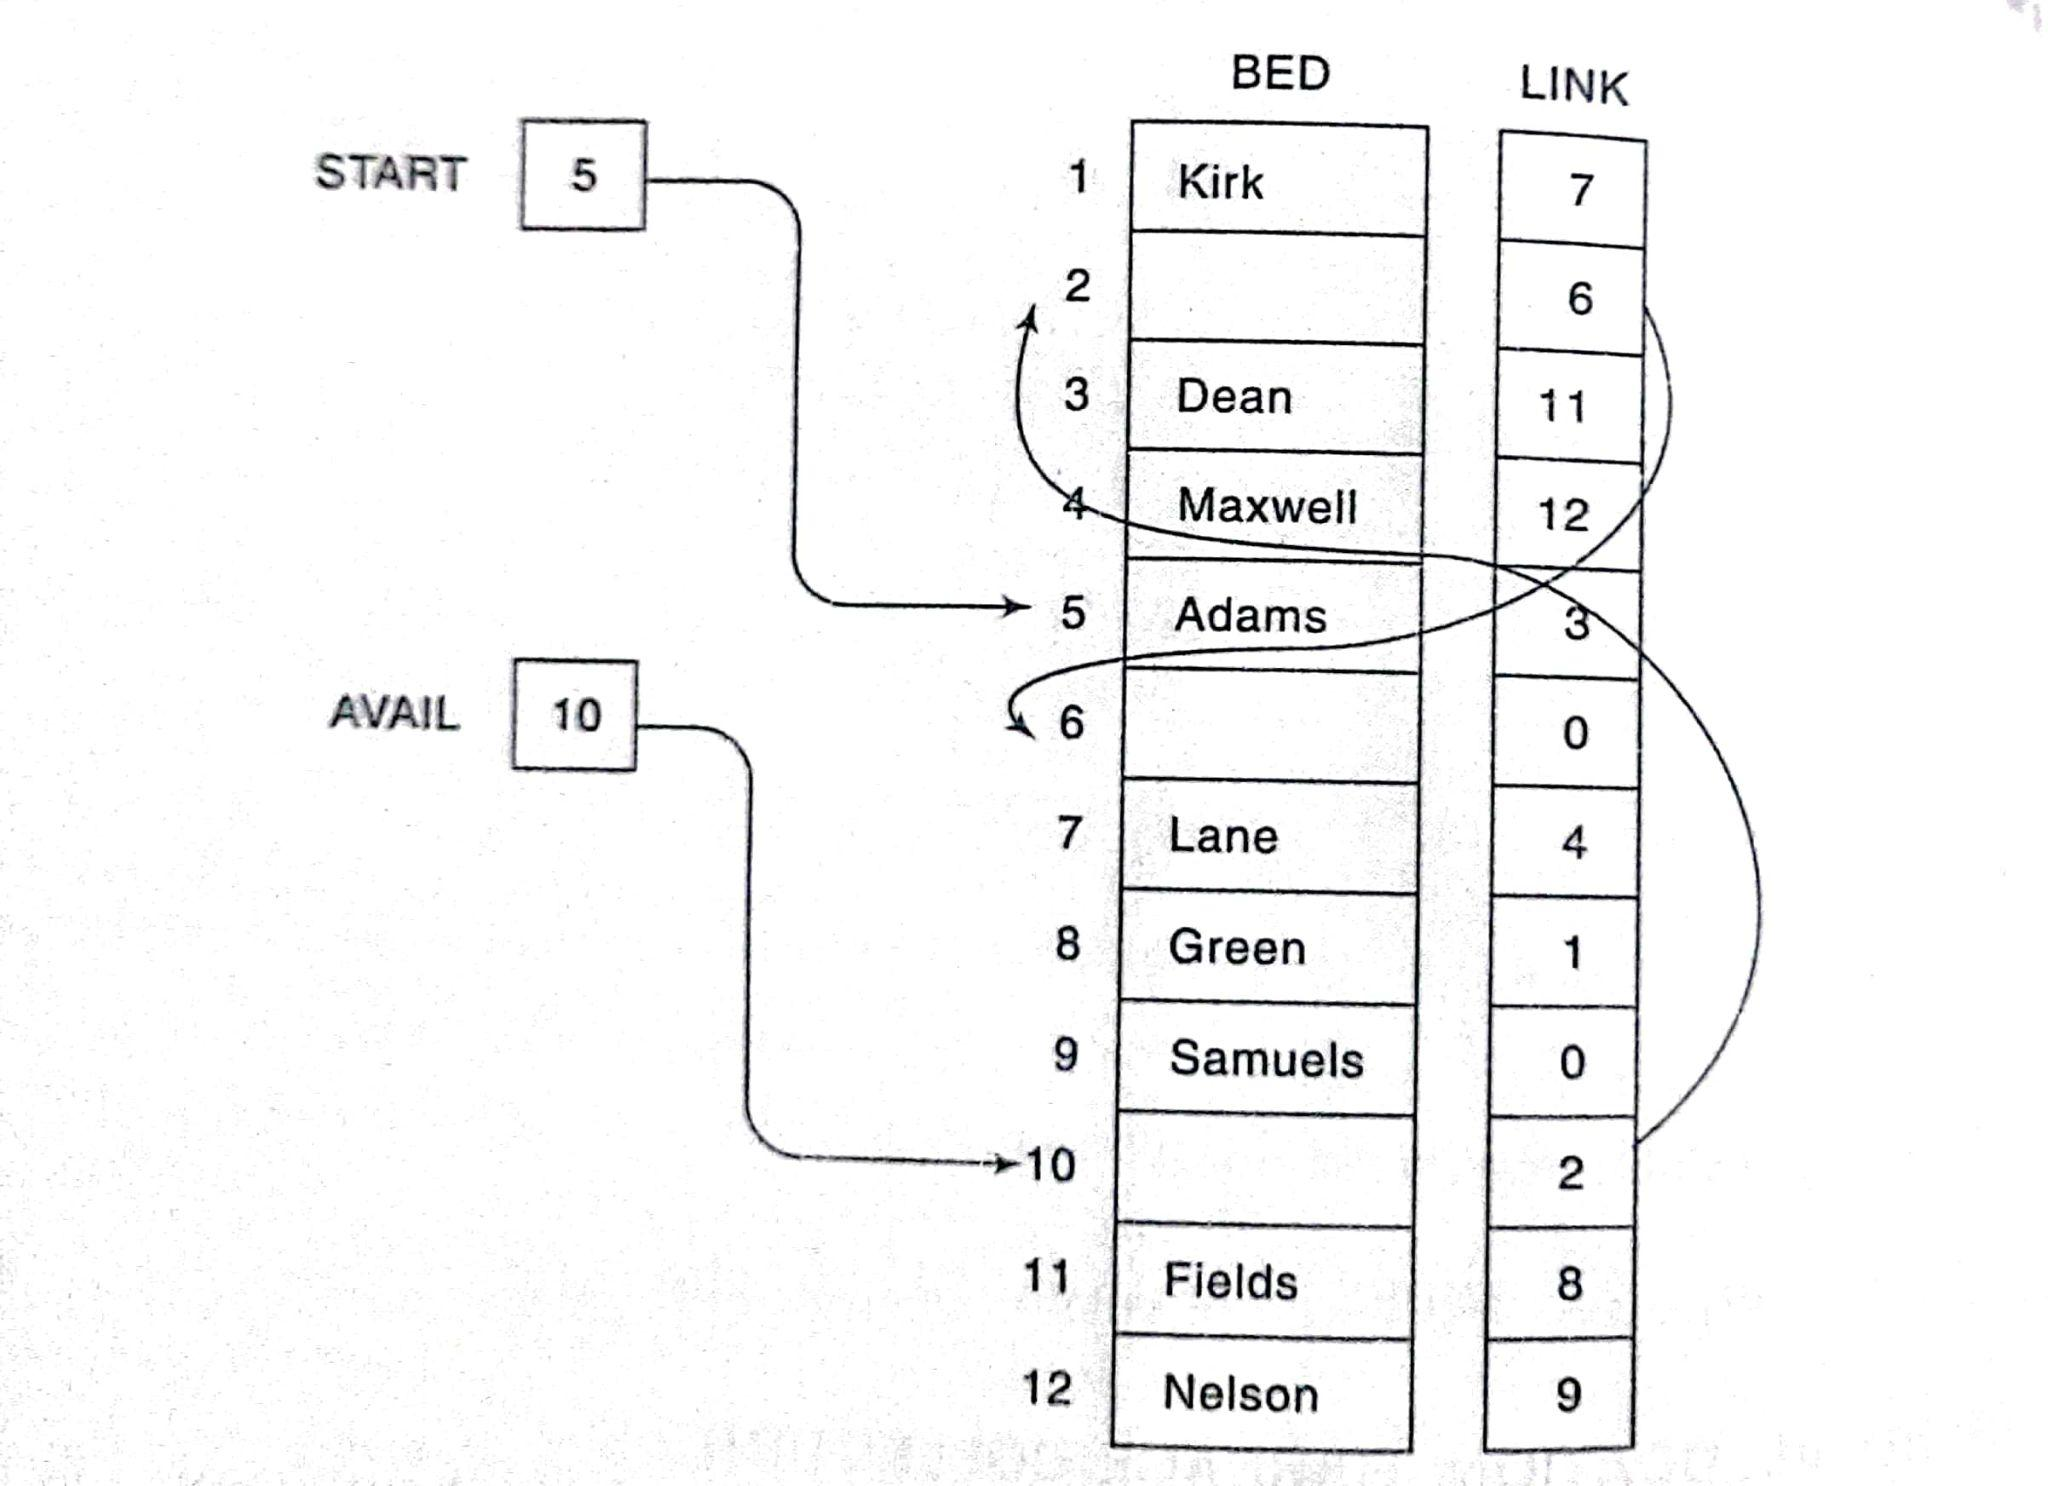 BED LINK
START 5 1 Kirk 7
2 6
3 Dean 11
4 Maxwell 12
5 Adams 3
AVAIL 10 6 0
7 Lane 4
8 Green 1
9 Samuels 0
10 2
11 Fields 8
12 Nelson 9